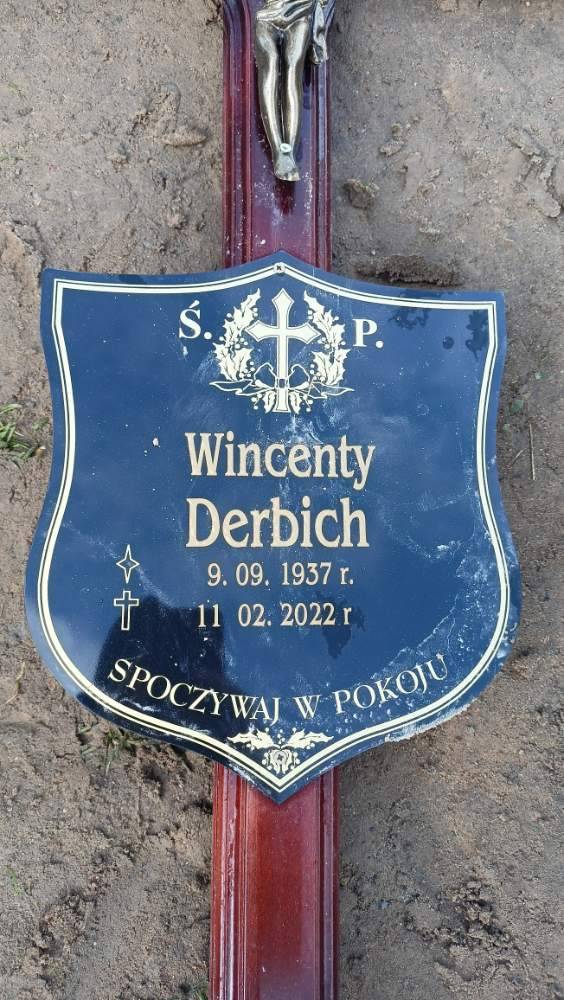 Ś. P.
Wincenty
Derbich
9. 09. 1937 r.
11 02. 2022 r
SPOCZYWAJ W POKOJU